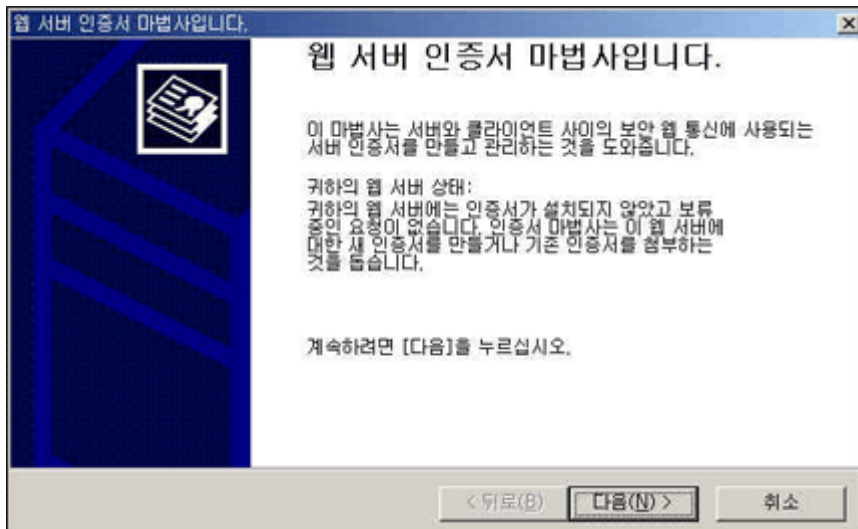 웹 서버 인증서 마법사입니다.
웹 서버 인증서 마법사입니다.
이 마법사는 서버와 클라이언트 사이의 보안 웹 통신에 사용되는
서버 인증서를 만들고 관리하는 것을 도와줍니다.
귀하의 웹 서버 상태:
귀하의 웹 서버에는 인증서가 설치되지 않았고 보류
중인 요청이 없습니다. 인증서 마법사는 이 웹 서버에
대한 새 인증서를 만들거나 기존 인증서를 첨부하는
것을 돕습니다.
계속하려면 [다음]을 누르십시오.
< 뒤로(B) 다음(N) > 취소